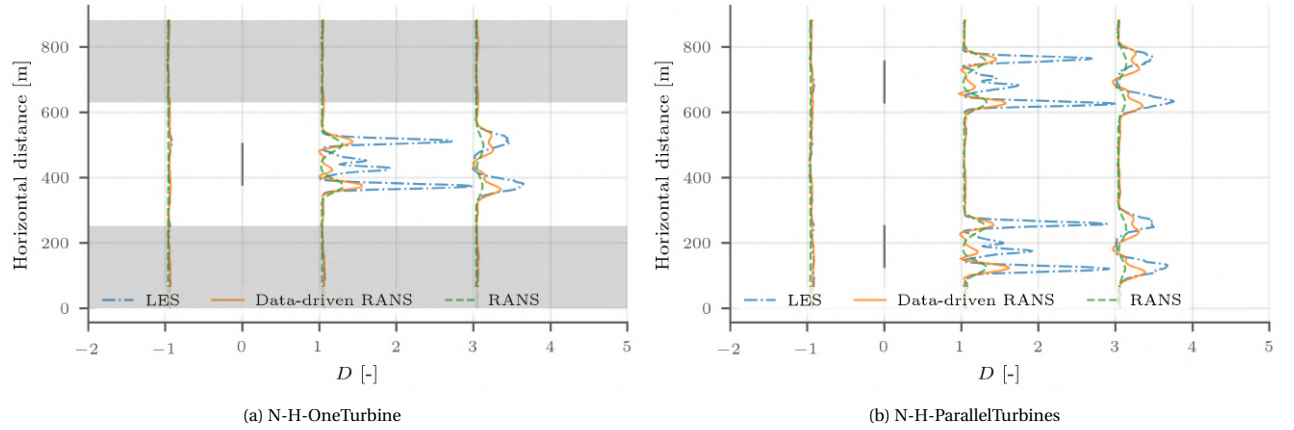 800
600
400
200
0
Horizontal distance [m]
LES
Data-driven RANS
RANS
−2
−1
0
1
2
3
4
5
D [-]
(a) N-H-OneTurbine
800
600
400
200
0
Horizontal distance [m]
LES
Data-driven RANS
RANS
−2
−1
0
1
2
3
4
5
D [-]
(b) N-H-ParallelTurbines